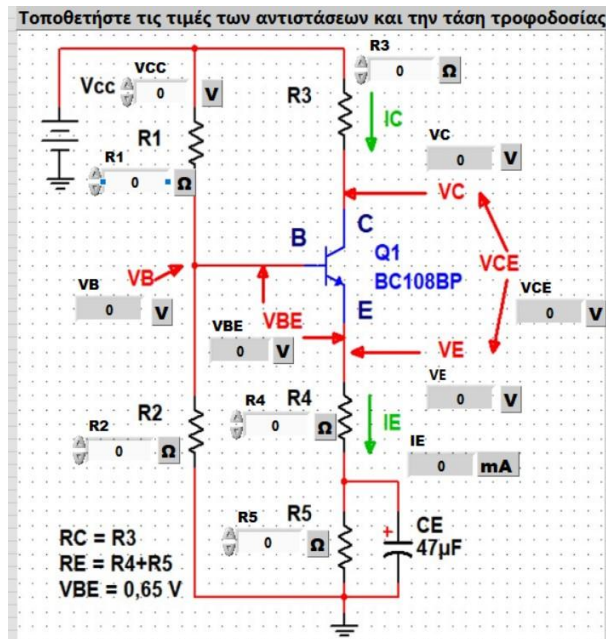 Τοποθετήστε τις τιμές των αντιστάσεων και την τάση τροφοδοσίας
R3
0 Ω
VCC
Vcc 0 V
R3
IC
R1
VC
0 V
R1
0 Ω
VC
C
B
Q1
VCE
BC108BP
VB
VB
0 V
E
VCE
0 V
VBE
VBE
0 V
VE
VE
0 V
R2
R4 R4
0 Ω
IE
R2
0 Ω
IE
0 mA
R5 R5
0 Ω
CE
+
47µF
RC = R3
RE = R4+R5
VBE = 0,65 V